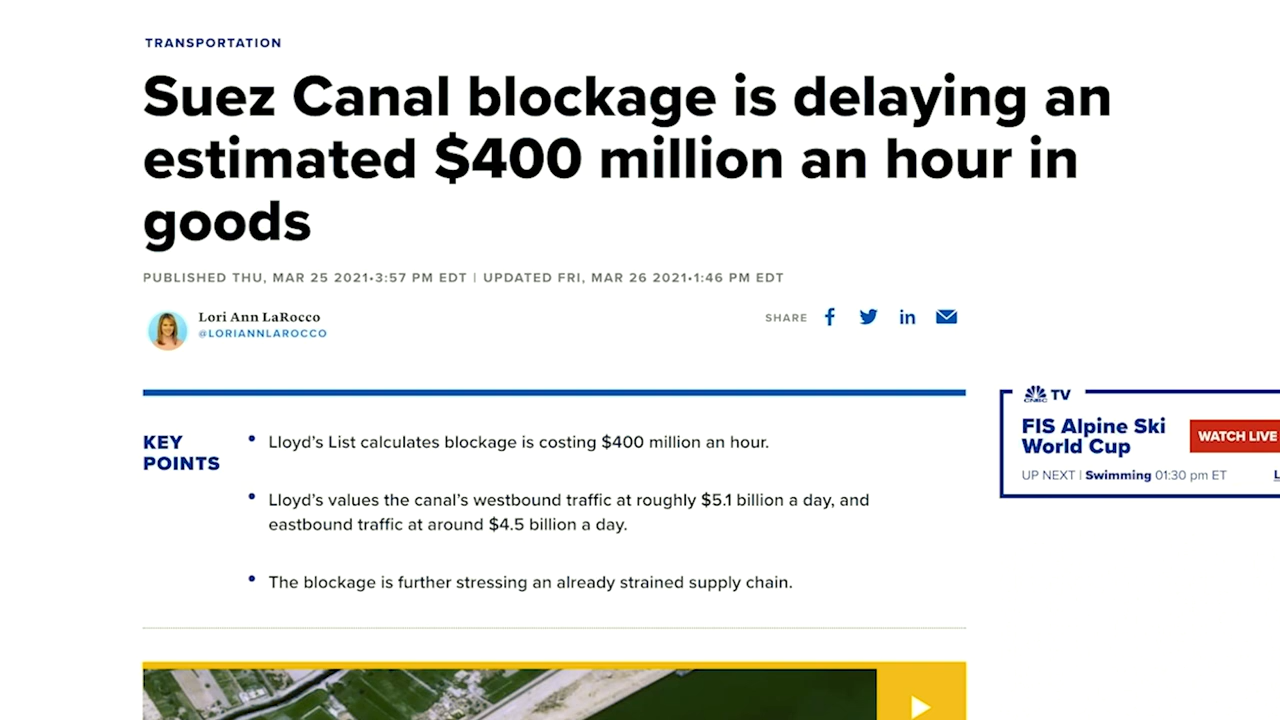 TRANSPORTATION
Suez Canal blockage is delaying an
estimated $400 million an hour in
goods
PUBLISHED THU, MAR 25 2021•3:57 PM EDT | UPDATED FRI, MAR 26 2021•1:46 PM EDT
Lori Ann LaRocco
@LORIANNLAROCCO
SHARE
KEY
POINTS
• Lloyd's List calculates blockage is costing $400 million an hour.
• Lloyd's values the canal's westbound traffic at roughly $5.1 billion a day, and
eastbound traffic at around $4.5 billion a day.
• The blockage is further stressing an already strained supply chain.
CNBC TV
FIS Alpine Ski
World Cup
WATCH LIVE
UP NEXT | Swimming 01:30 pm ET
L